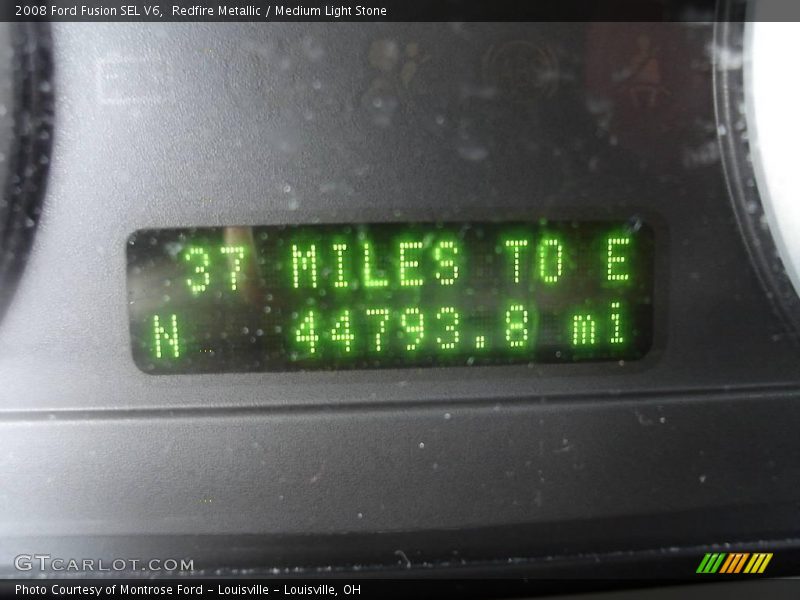 2008 Ford Fusion SEL V6,  Redfire Metallic / Medium Light Stone
37 MILES TO E
N 44793.8 mi
GTCARLOT.COM
Photo Courtesy of Montrose Ford - Louisville - Louisville, OH